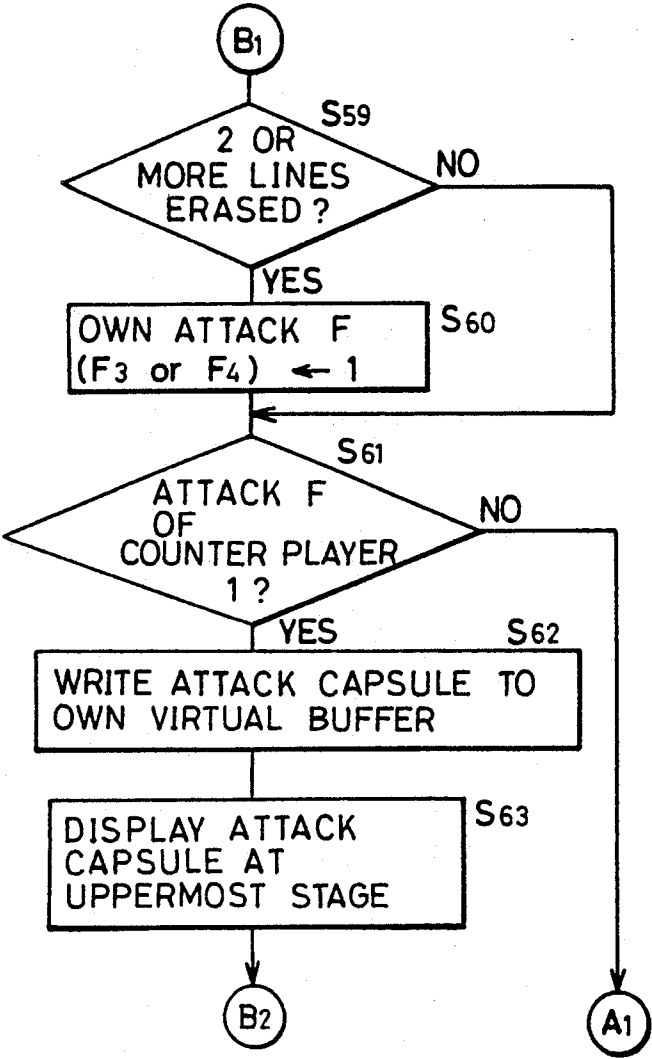 B1
S59
2 OR
MORE LINES
ERASED?
NO
YES
OWN ATTACK F
(F3 or F4) ← 1
S60
S61
ATTACK F
OF
COUNTER PLAYER
1?
NO
YES
S62
WRITE ATTACK CAPSULE TO
OWN VIRTUAL BUFFER
S63
DISPLAY ATTACK
CAPSULE AT
UPPERMOST STAGE
B2
A1